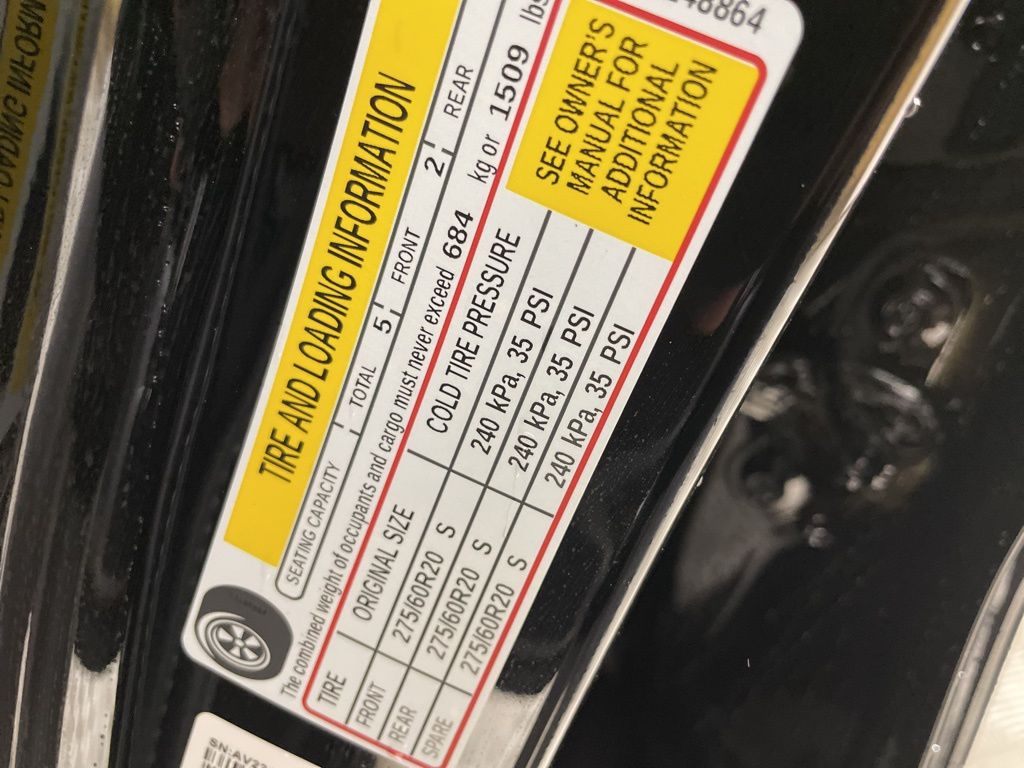 TIRE AND LOADING INFORMATION
SEATING CAPACITY TOTAL 5 FRONT 2 REAR
The combined weight of occupants and cargo must never exceed 684 kg or 1509 lbs
TIRE ORIGINAL SIZE COLD TIRE PRESSURE
FRONT 275/60R20 S 240 kPa, 35 PSI
REAR 275/60R20 S 240 kPa, 35 PSI
SPARE 275/60R20 S 240 kPa, 35 PSI
SEE OWNER'S
MANUAL FOR
ADDITIONAL
INFORMATION
48864